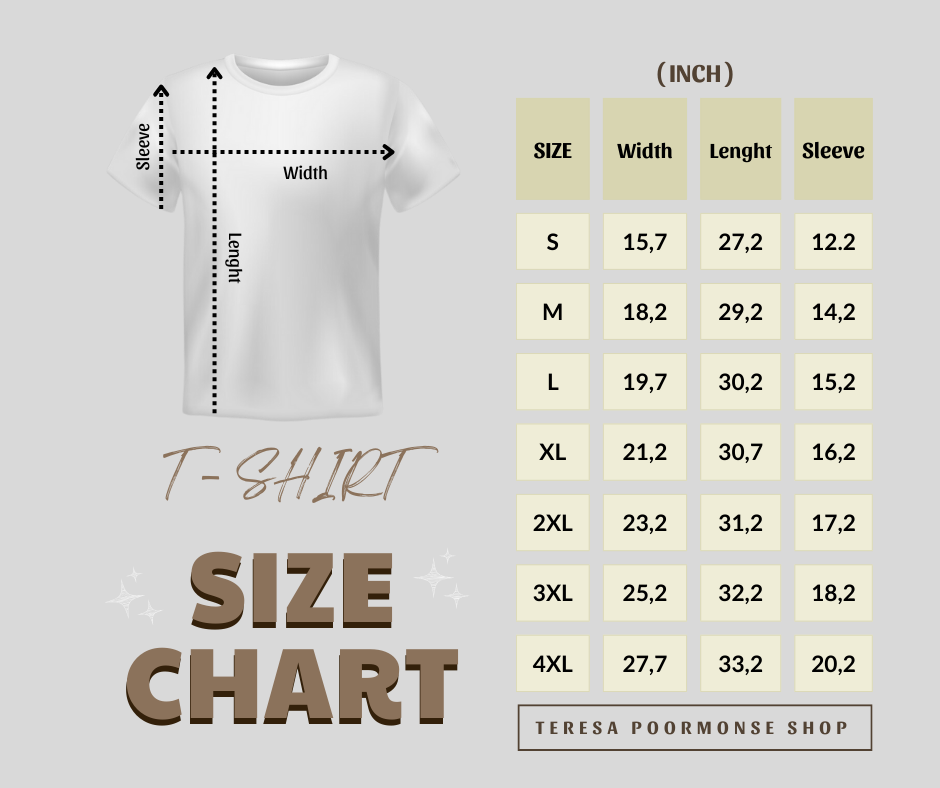 Sleeve
Width
Lenght
T-SHIRT
SIZE
CHART
(INCH)
SIZE Width Lenght Sleeve
S 15,7 27,2 12.2
M 18,2 29,2 14,2
L 19,7 30,2 15,2
XL 21,2 30,7 16,2
2XL 23,2 31,2 17,2
3XL 25,2 32,2 18,2
4XL 27,7 33,2 20,2
TERESA POORMONSE SHOP